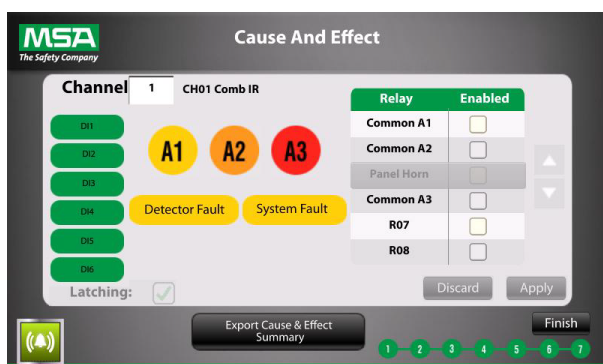 MSA
The Safety Company
Cause And Effect
Channel 1 CH01 Comb IR
DI1
DI2
DI3
DI4
DI5
DI6
A1 A2 A3
Detector Fault System Fault
Relay Enabled
Common A1
Common A2
Panel Horn
Common A3
R07
R08
Latching:
Discard Apply
Export Cause & Effect
Summary
Finish
1 2 3 4 5 6 7